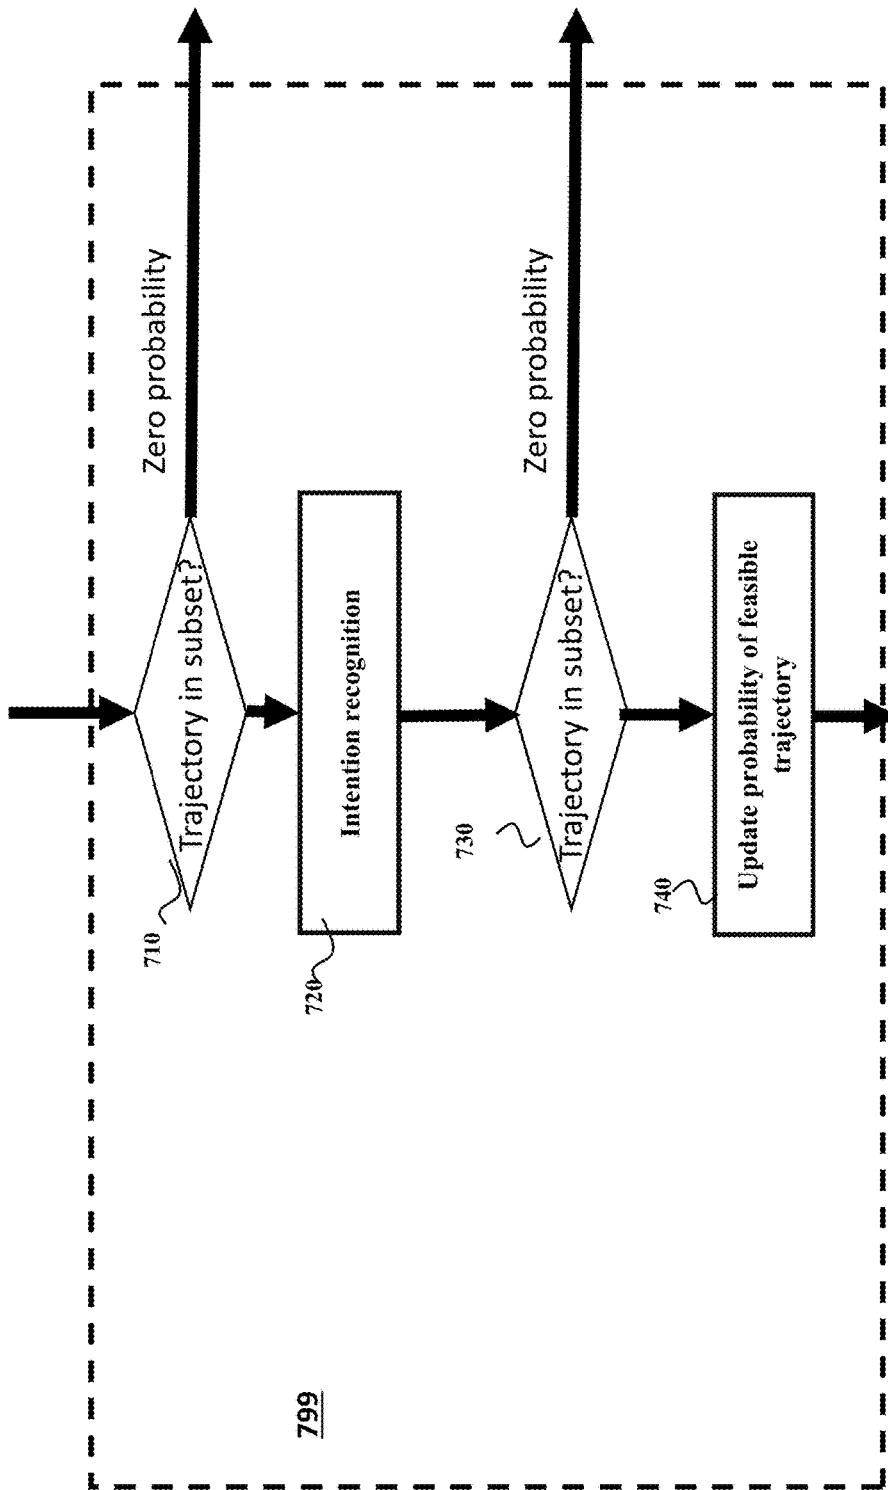 Zero probability
Trajectory in subset?
710
Intention recognition
720
Zero probability
Trajectory in subset?
730
Update probability of feasible
trajectory
740
799